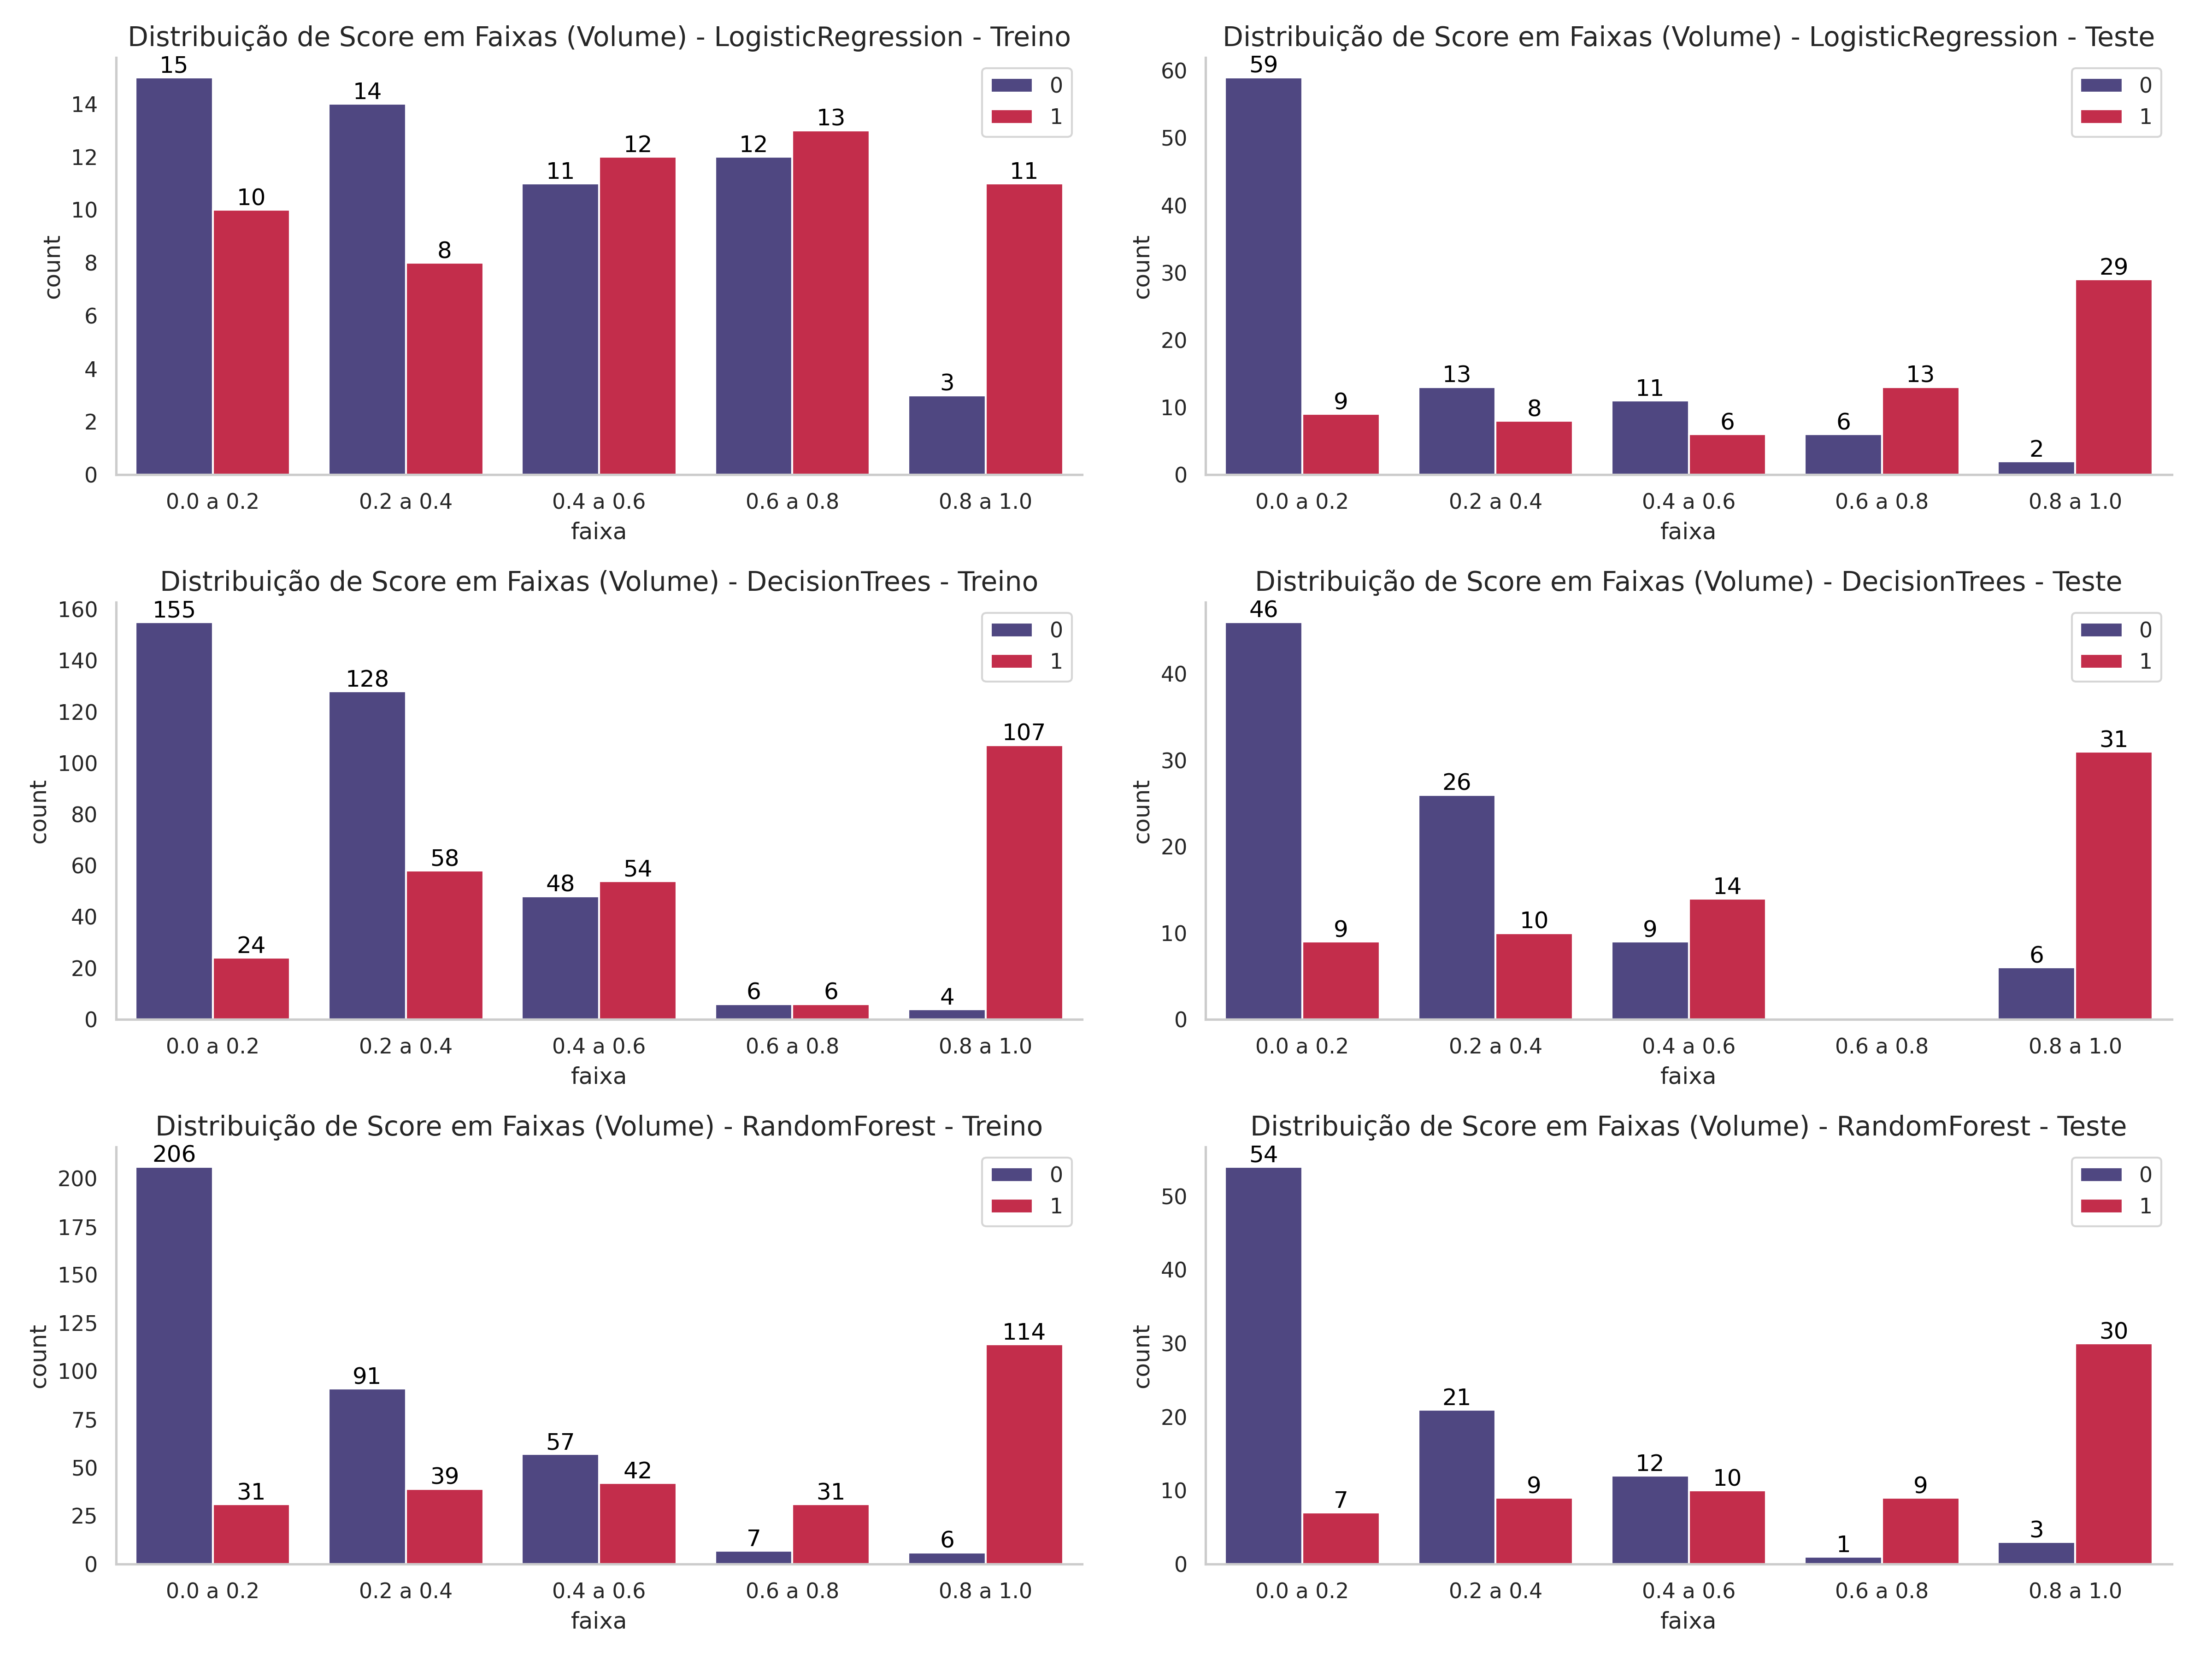 Distribuição de Score em Faixas (Volume) - LogisticRegression - Treino
15
14
14
12
10
8
6
4
2
0
count
10
14
8
11
12
12
13
3
11
0
1
0.0 a 0.2
0.2 a 0.4
0.4 a 0.6
0.6 a 0.8
0.8 a 1.0
faixa
Distribuição de Score em Faixas (Volume) - LogisticRegression - Teste
59
60
50
40
30
20
10
0
count
9
13
8
11
6
6
13
2
29
0
1
0.0 a 0.2
0.2 a 0.4
0.4 a 0.6
0.6 a 0.8
0.8 a 1.0
faixa
Distribuição de Score em Faixas (Volume) - DecisionTrees - Treino
155
160
140
120
100
80
60
40
20
0
count
24
128
58
48
54
6
6
4
107
0
1
0.0 a 0.2
0.2 a 0.4
0.4 a 0.6
0.6 a 0.8
0.8 a 1.0
faixa
Distribuição de Score em Faixas (Volume) - DecisionTrees - Teste
46
40
30
20
10
0
count
9
26
10
9
14
6
31
0
1
0.0 a 0.2
0.2 a 0.4
0.4 a 0.6
0.6 a 0.8
0.8 a 1.0
faixa
Distribuição de Score em Faixas (Volume) - RandomForest - Treino
206
200
175
150
125
100
75
50
25
0
count
31
91
39
57
42
7
31
6
114
0
1
0.0 a 0.2
0.2 a 0.4
0.4 a 0.6
0.6 a 0.8
0.8 a 1.0
faixa
Distribuição de Score em Faixas (Volume) - RandomForest - Teste
54
50
40
30
20
10
0
count
7
21
9
12
10
1
9
3
30
0
1
0.0 a 0.2
0.2 a 0.4
0.4 a 0.6
0.6 a 0.8
0.8 a 1.0
faixa